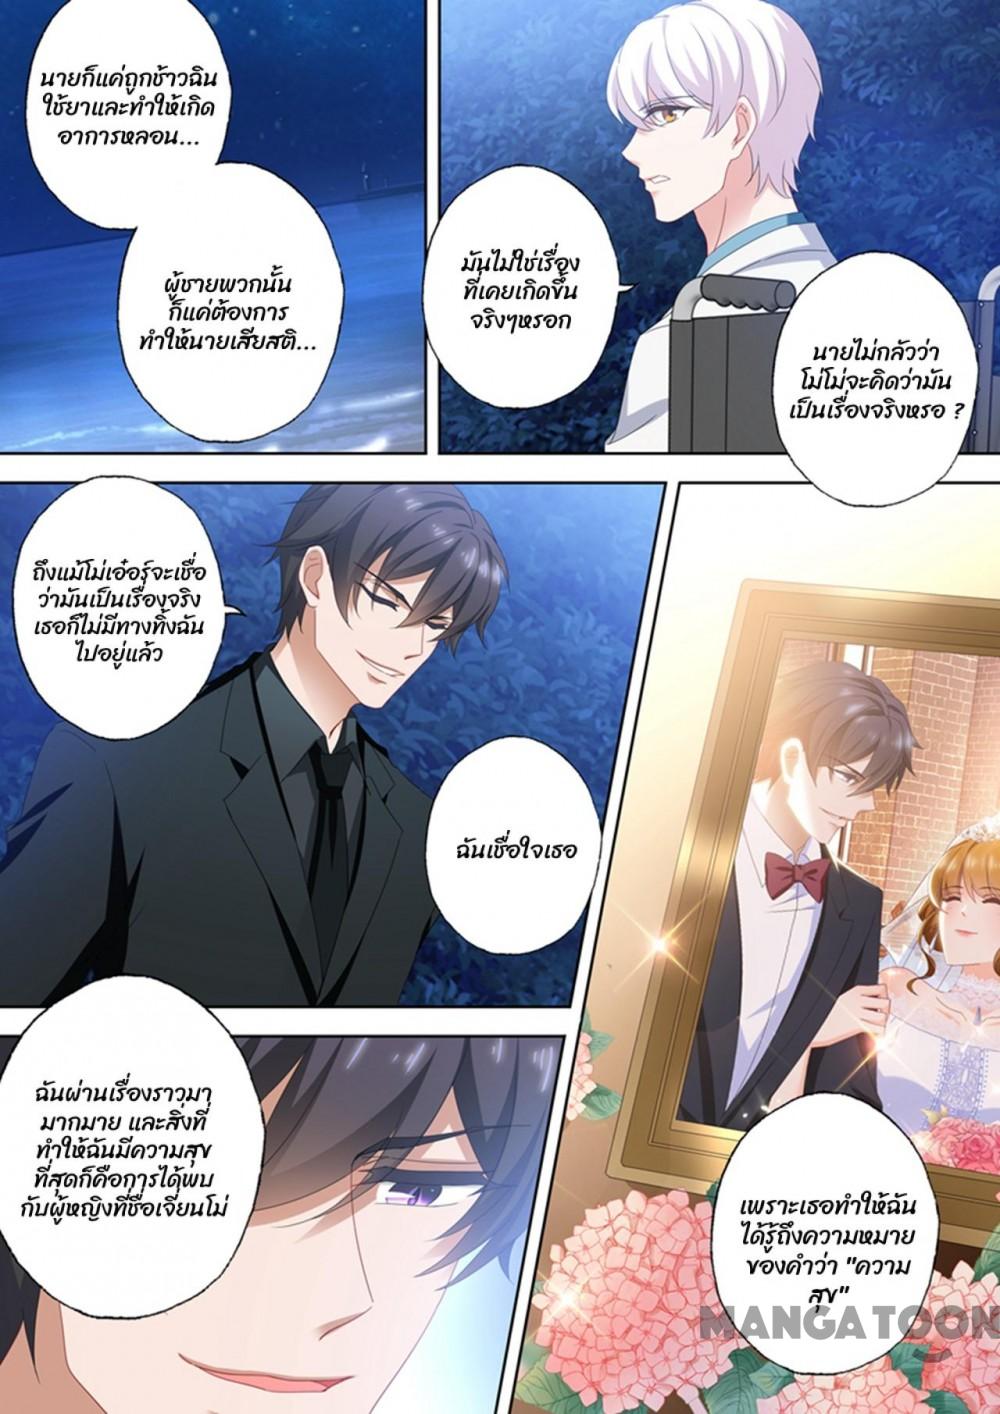 นายก็แค่ถูกช้าวฉิน
ใช้ยาและทำให้เกิด
อาการหลอน...
ผู้ชายพวกนั้น
ก็แค่ต้องการ
ทำให้นายเสียสติ...
มันไม่ใช่เรื่อง
ที่เคยเกิดขึ้น
จริงๆหรอก
นายไม่กลัวว่า
โม่โม่จะคิดว่ามัน
เป็นเรื่องจริงหรอ ?
ถึงแม้โม่เอ๋อร์จะเชื่อ
ว่ามันเป็นเรื่องจริง
เธอก็ไม่มีทางทิ้งฉัน
ไปอยู่แล้ว
ฉันเชื่อใจเธอ
ฉันผ่านเรื่องราวมา
มากมาย และสิ่งที่
ทำให้ฉันมีความสุข
ที่สุดก็คือการได้พบ
กับผู้หญิงที่ชื่อเจี่ยนโม่
เพราะเธอทำให้ฉัน
ได้รู้ถึงความหมาย
ของคำว่า "ความ
สุข"
MANGATOON